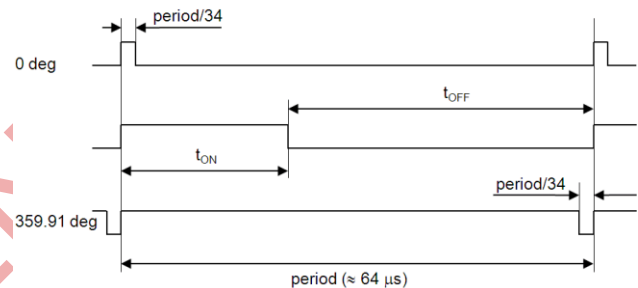 period/34
0 deg
tOFF
tON
period/34
359.91 deg
period (≈ 64 μs)